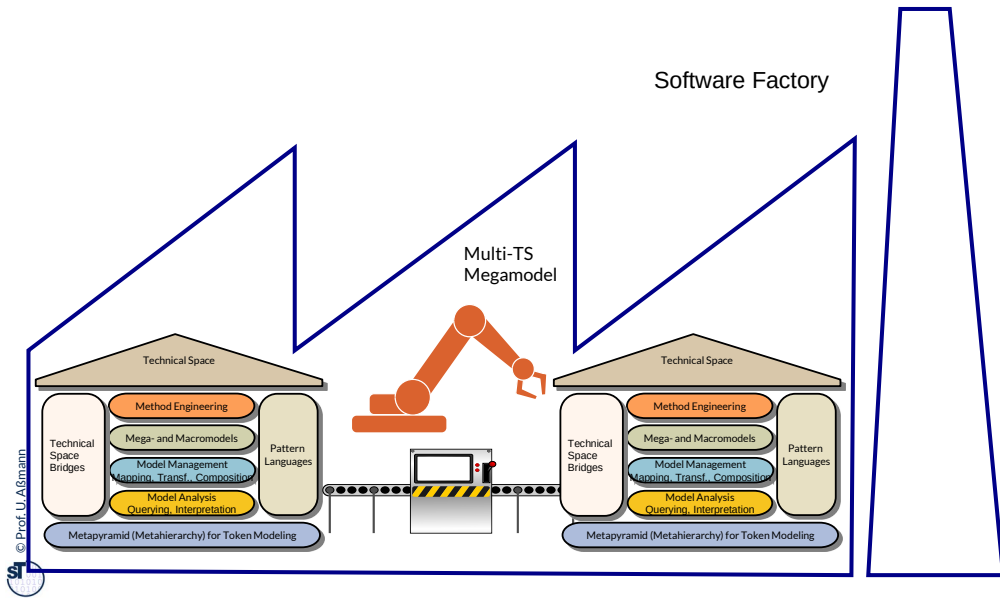 Software Factory
Multi-TS
Megamodel
Technical Space
Method Engineering
Technical
Space
Bridges
Mega- and Macromodels
Pattern
Languages
Model Management
Mapping, Transf., Composition
Model Analysis
Querying, Interpretation
Metapyramid (Metahierarchy) for Token Modeling
Technical Space
Method Engineering
Technical
Space
Bridges
Mega- and Macromodels
Pattern
Languages
Model Management
Mapping, Transf., Composition
Model Analysis
Querying, Interpretation
Metapyramid (Metahierarchy) for Token Modeling
© Prof. U. Aßmann
ST